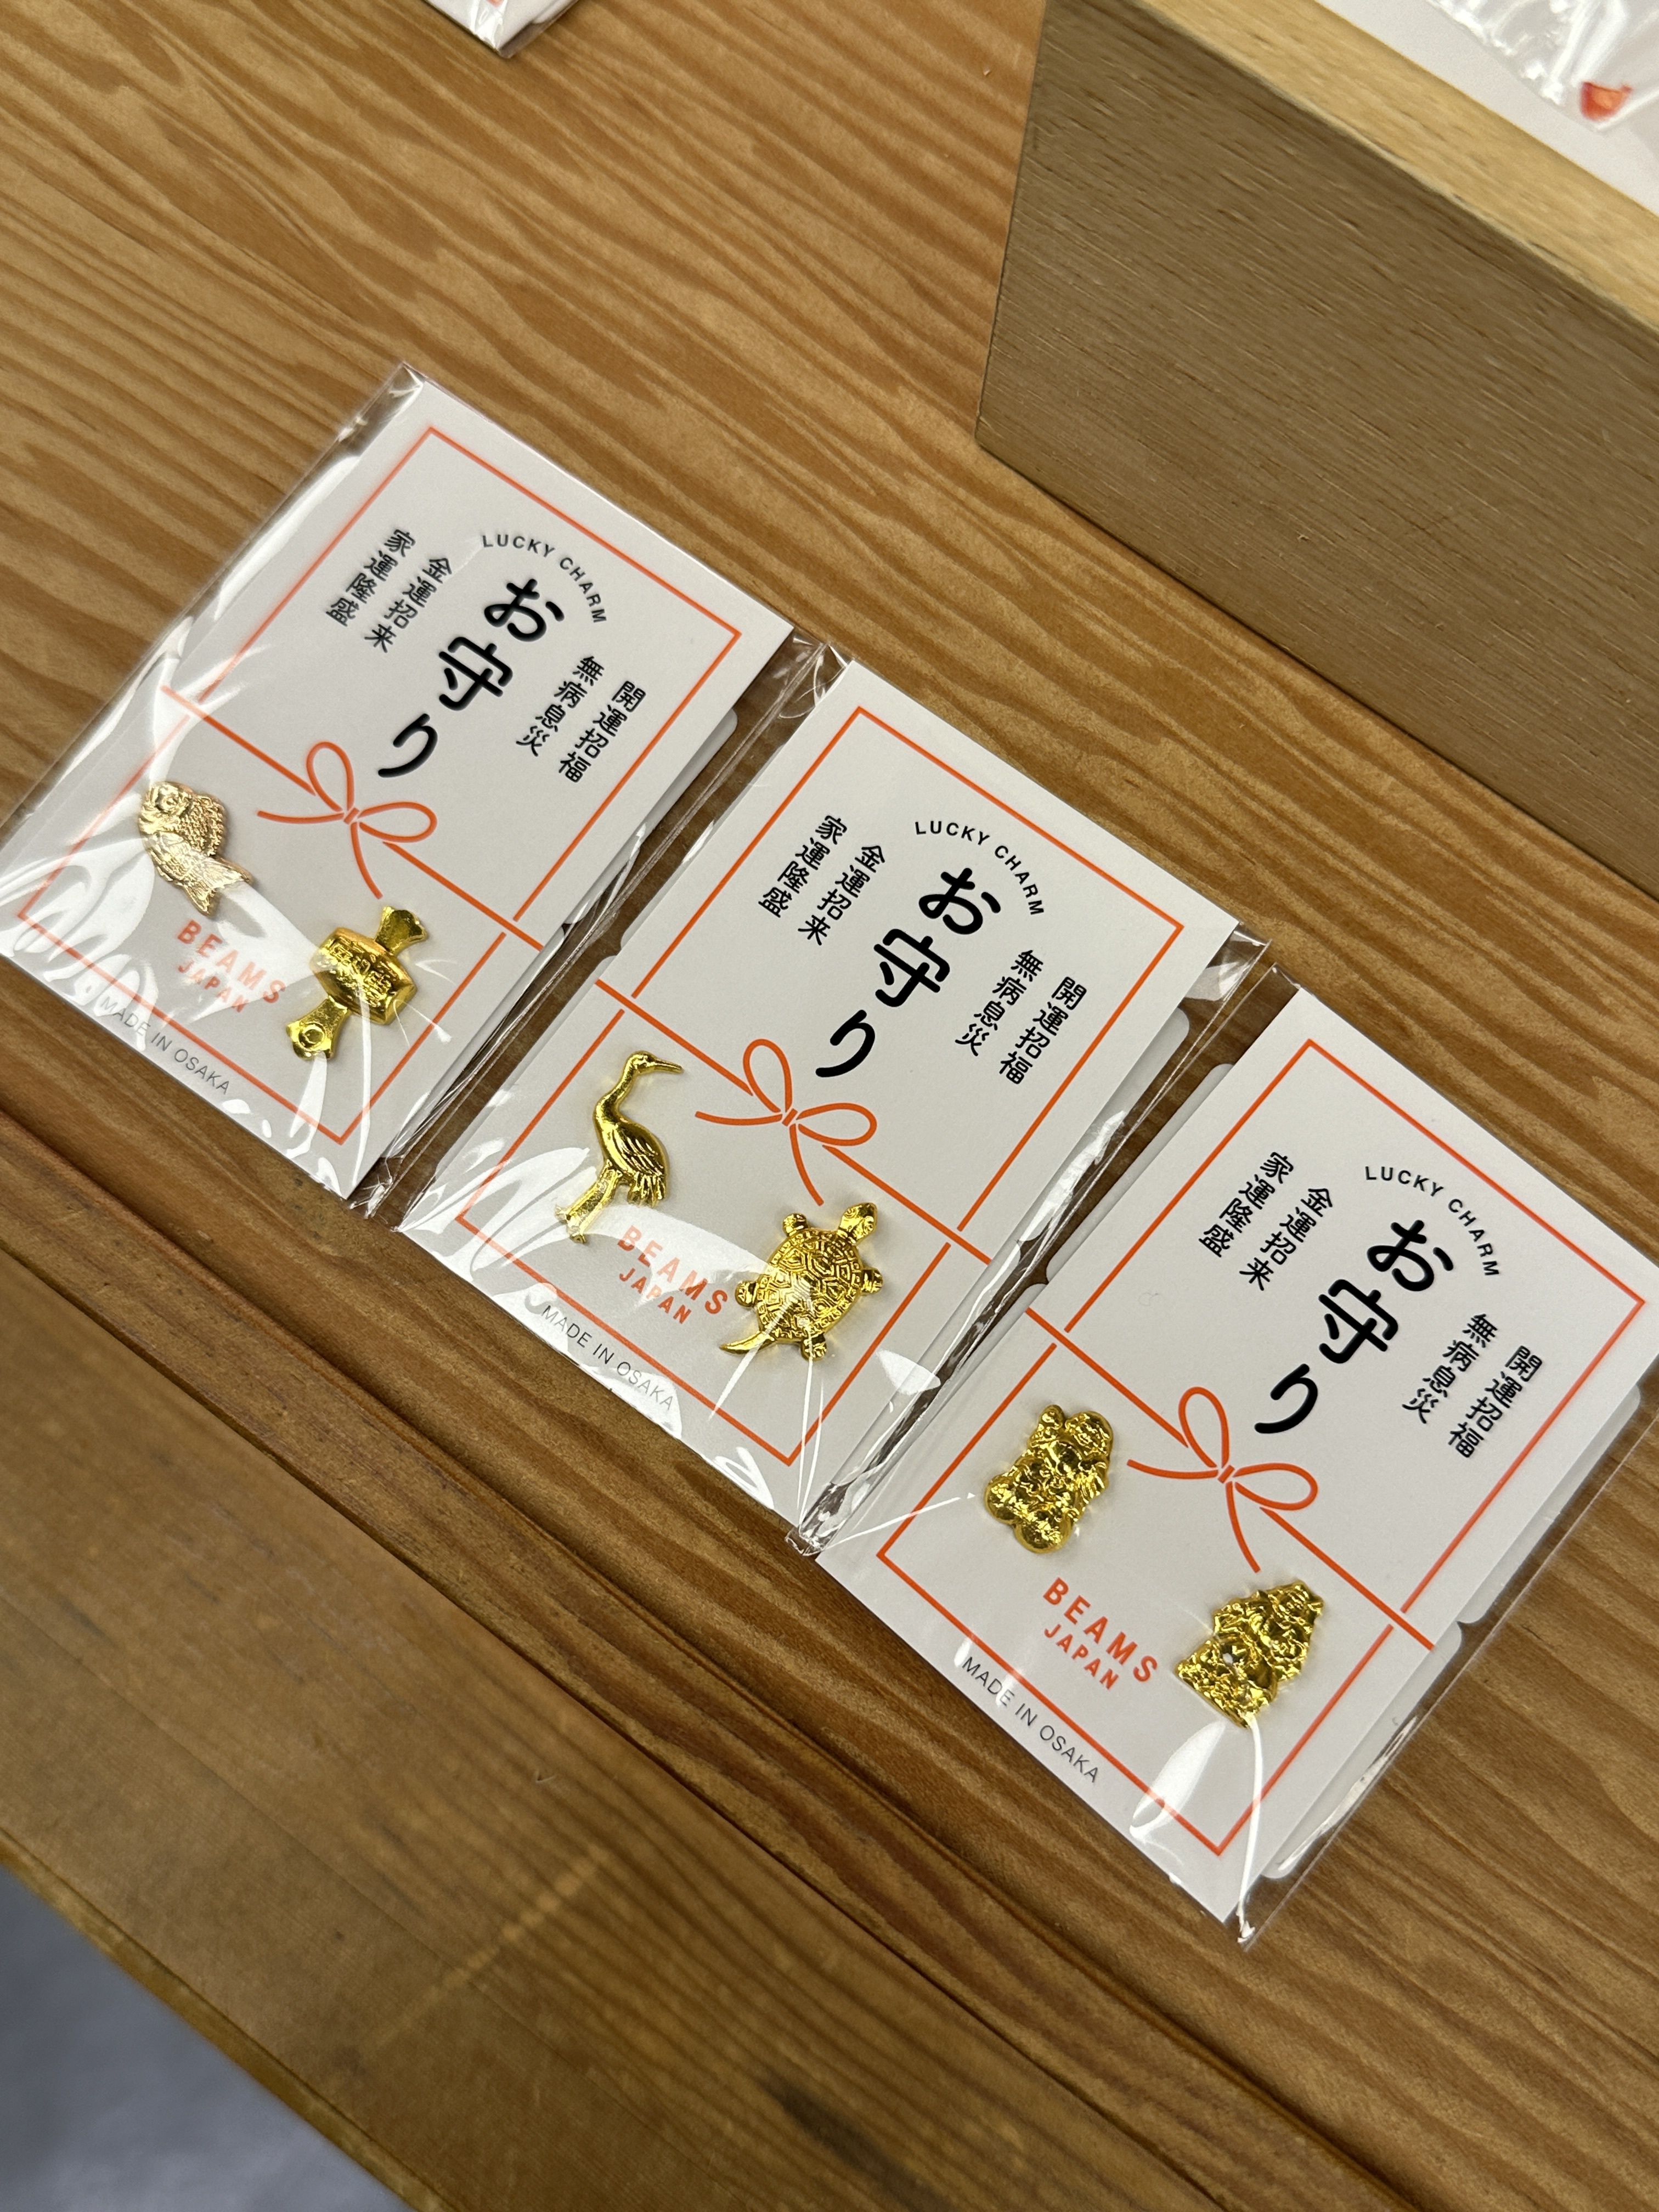 LUCKY CHARM
開運招福
無病息災
お守り
金運招来
家運隆盛
BEAMS
JAPAN
MADE IN OSAKA
LUCKY CHARM
開運招福
無病息災
お守り
金運招来
家運隆盛
BEAMS
JAPAN
MADE IN OSAKA
LUCKY CHARM
開運招福
無病息災
お守り
金運招来
家運隆盛
BEAMS
JAPAN
MADE IN OSAKA